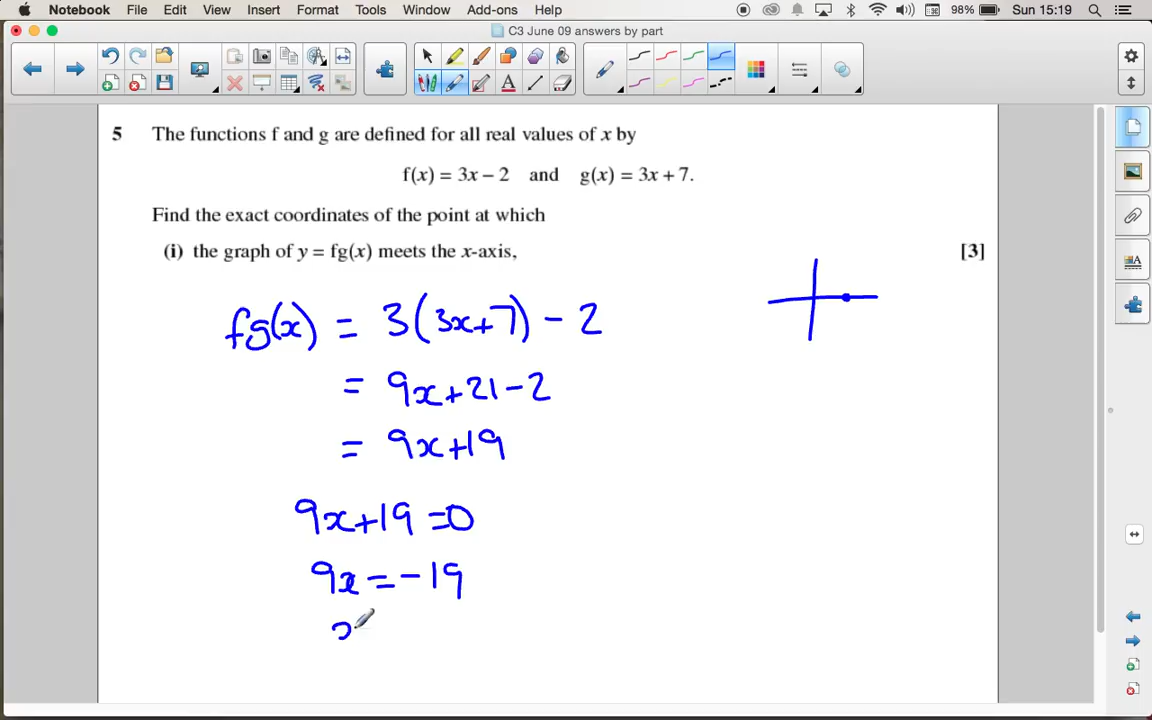 Notebook File Edit View Insert Format Tools Window Add-ons Help 98% Sun 15:19
C3 June 09 answers by part
5 The functions f and g are defined for all real values of x by
f(x) = 3x – 2 and g(x) = 3x + 7.
Find the exact coordinates of the point at which
(i) the graph of y = fg(x) meets the x-axis, [3]
fg(x) = 3(3x+7) – 2
= 9x+21–2
= 9x+19
9x+19 =0
9x = –19